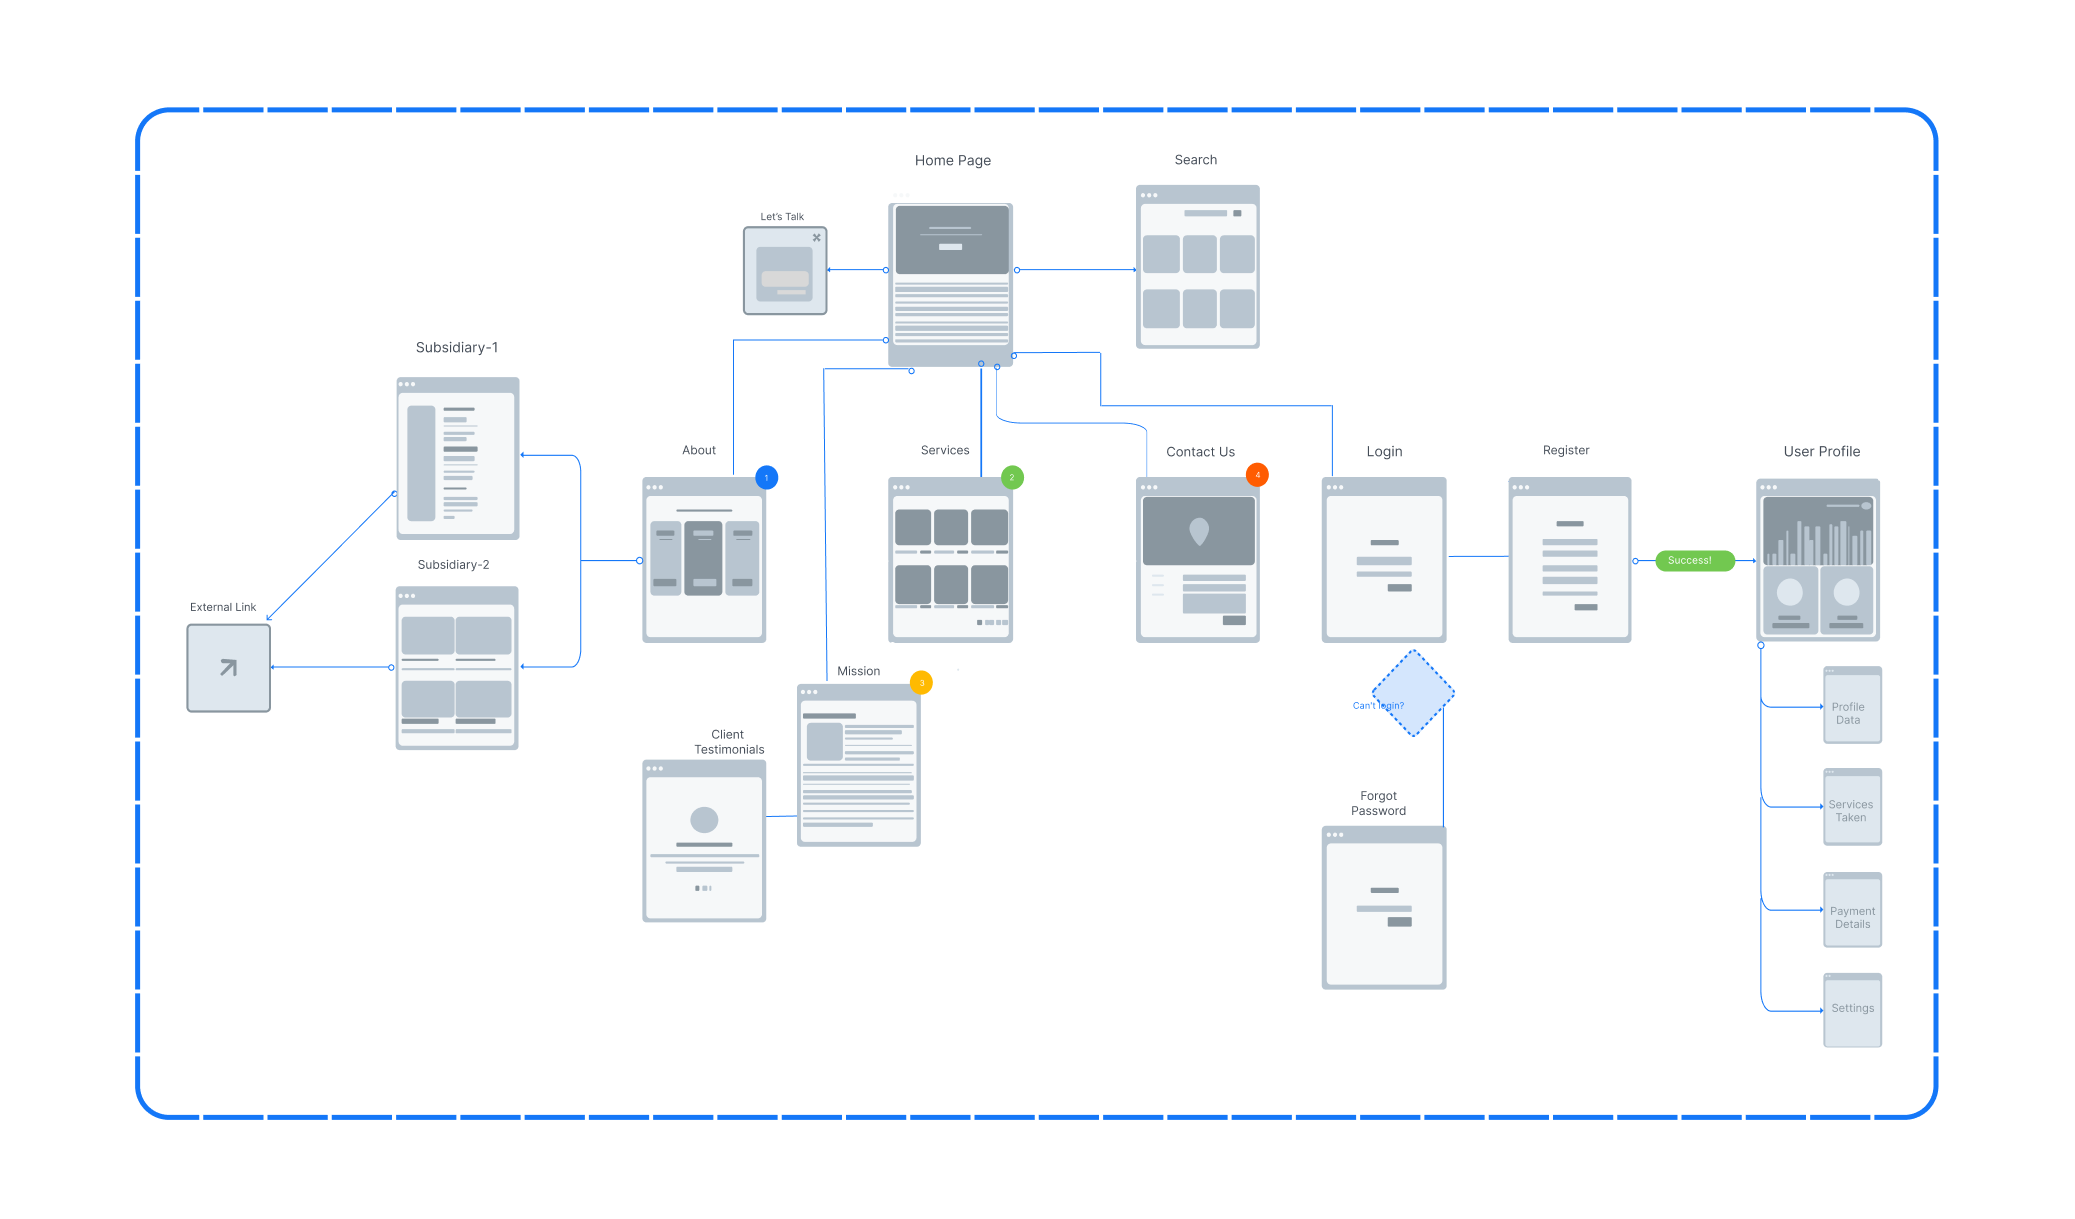 Home Page
Search
Let's Talk
Subsidiary-1
About
Services
Contact Us
Login
Register
User Profile
1
2
4
Success!
Subsidiary-2
External Link
Mission
3
Can't login?
Profile
Data
Client
Testimonials
Forgot
Password
Services
Taken
Payment
Details
Settings